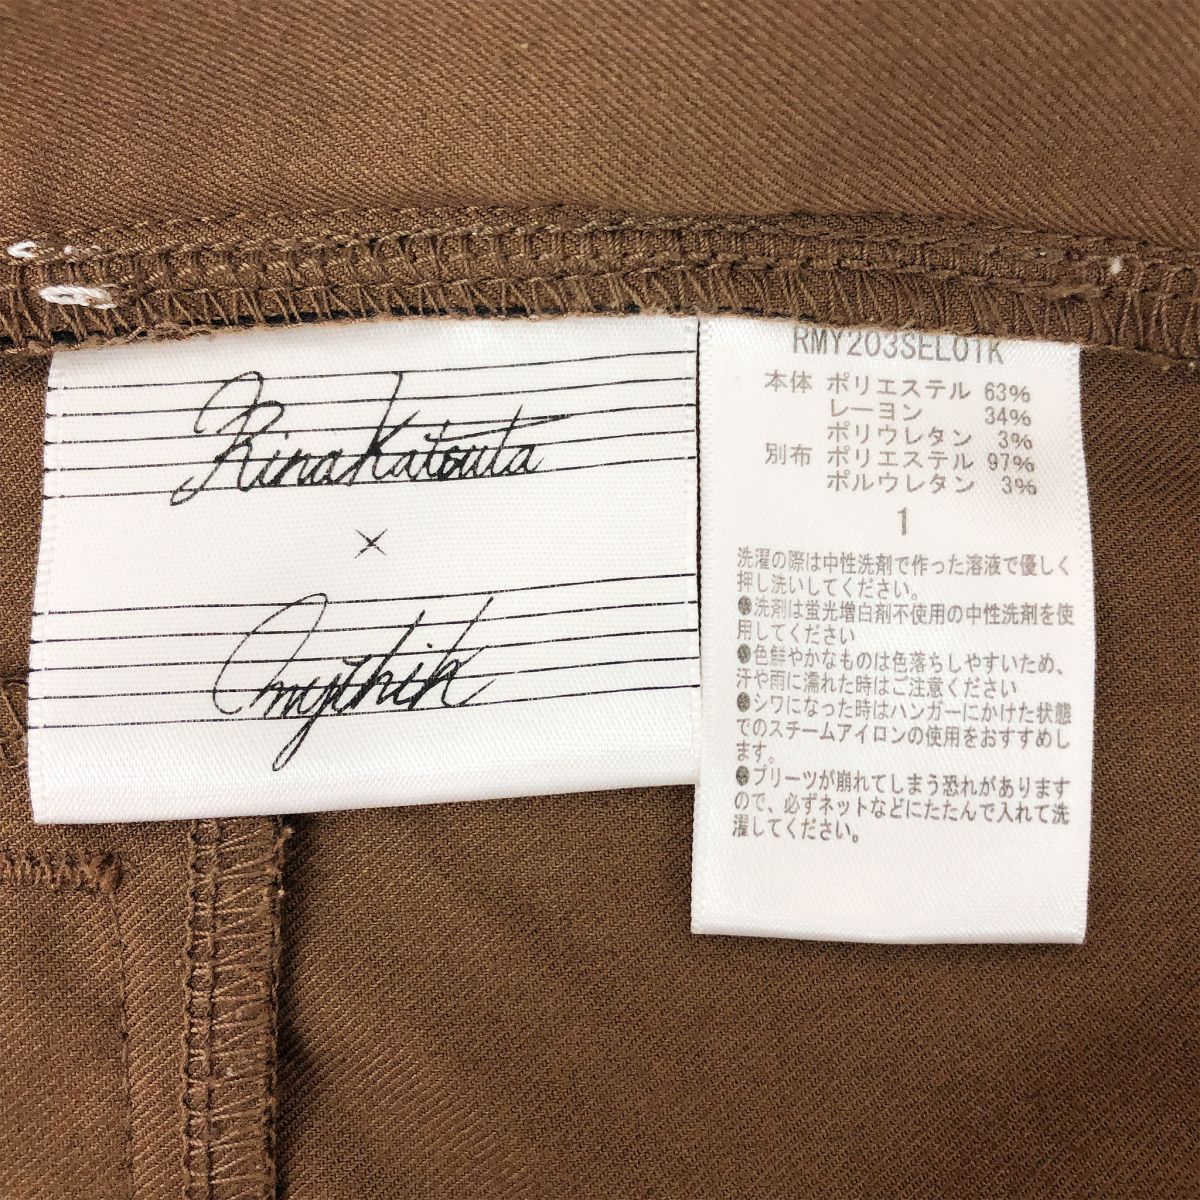 RinaKatouta
×
mythik
RMY203SEL01K
本体 ポリエステル 63%
レーヨン 34%
ポリウレタン 3%
別布 ポリエステル 97%
ポルウレタン 3%
1
洗濯の際は中性洗剤で作った溶液で優しく
押し洗いしてください。
●洗剤は蛍光増白剤不使用の中性洗剤を使
用してください
●色鮮やかなものは色落ちしやすいため、
汗や雨に濡れた時はご注意ください
●シワになった時はハンガーにかけた状態
でのスチームアイロンの使用をおすすめし
ます。
●プリーツが崩れてしまう恐れがあります
ので、必ずネットなどにたたんで入れて洗
濯してください。